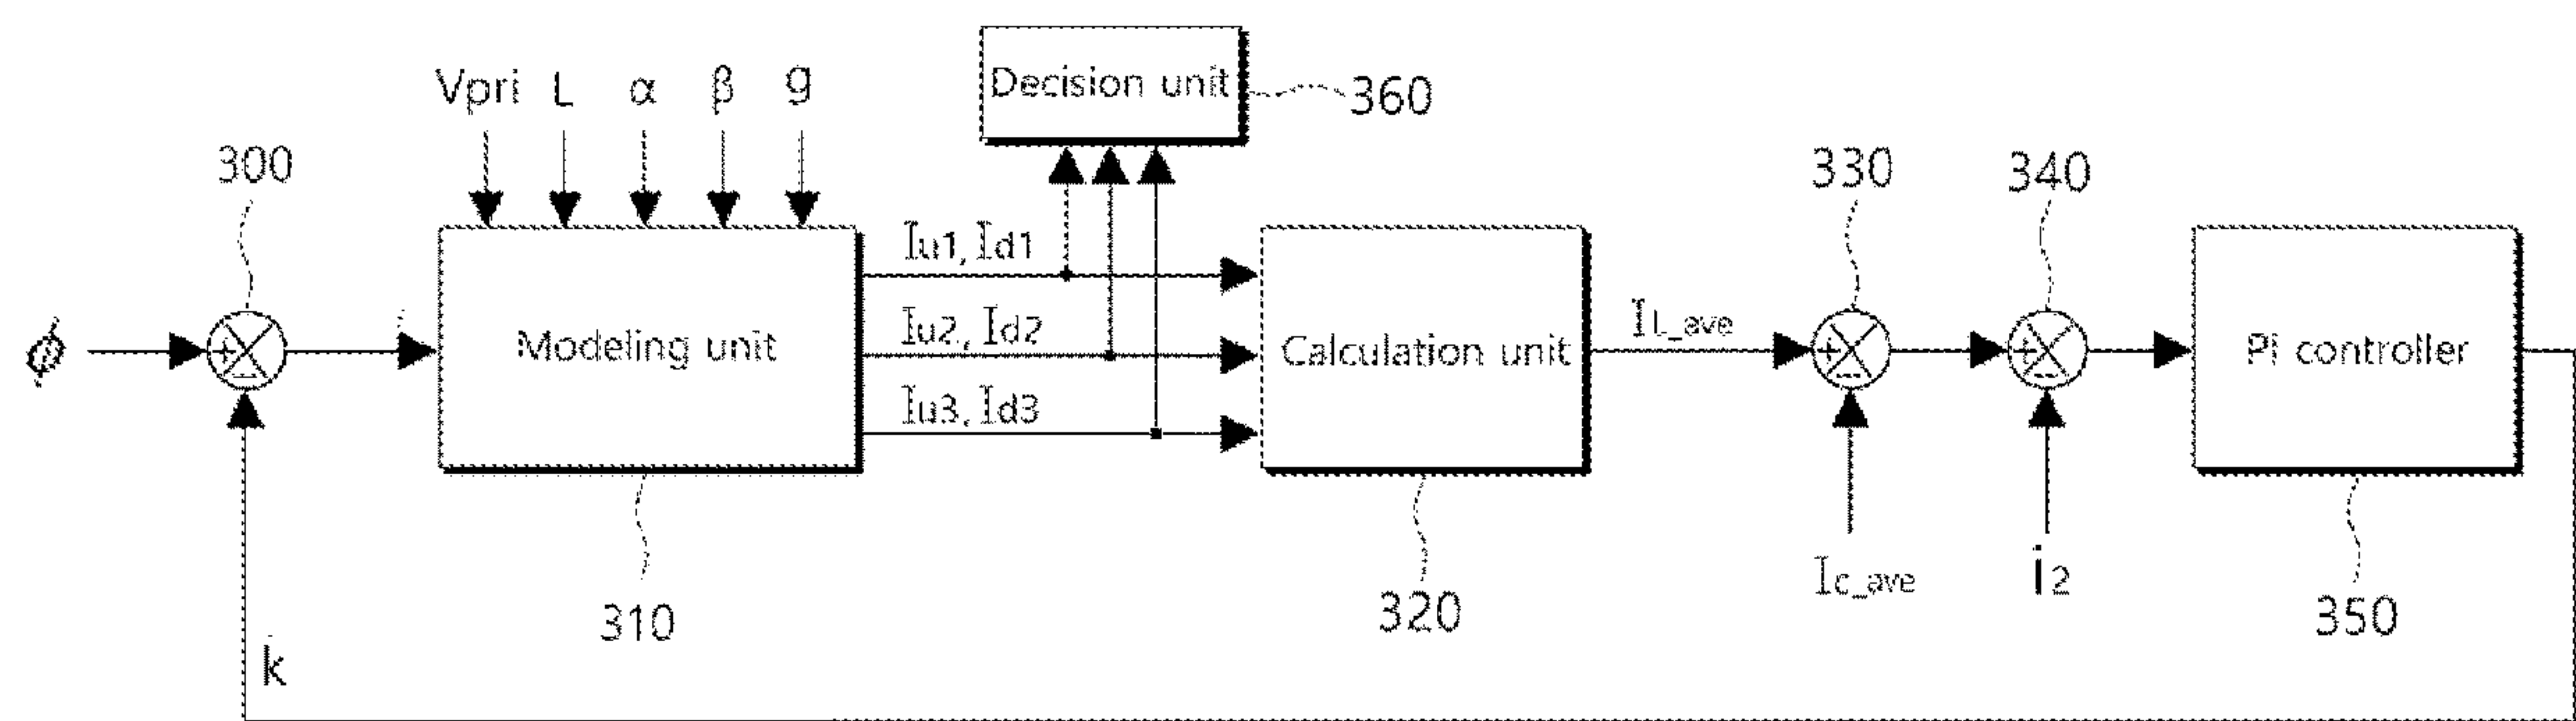 Decision unit
360
Vpri L α β g
300
330
340
Iu1, Id1
Iu2, Id2
Iu3, Id3
ϕ
+
−
Modeling unit
Calculation unit
IL_ave
+
−
+
−
PI controller
Ic_ave
i2
310
320
350
k